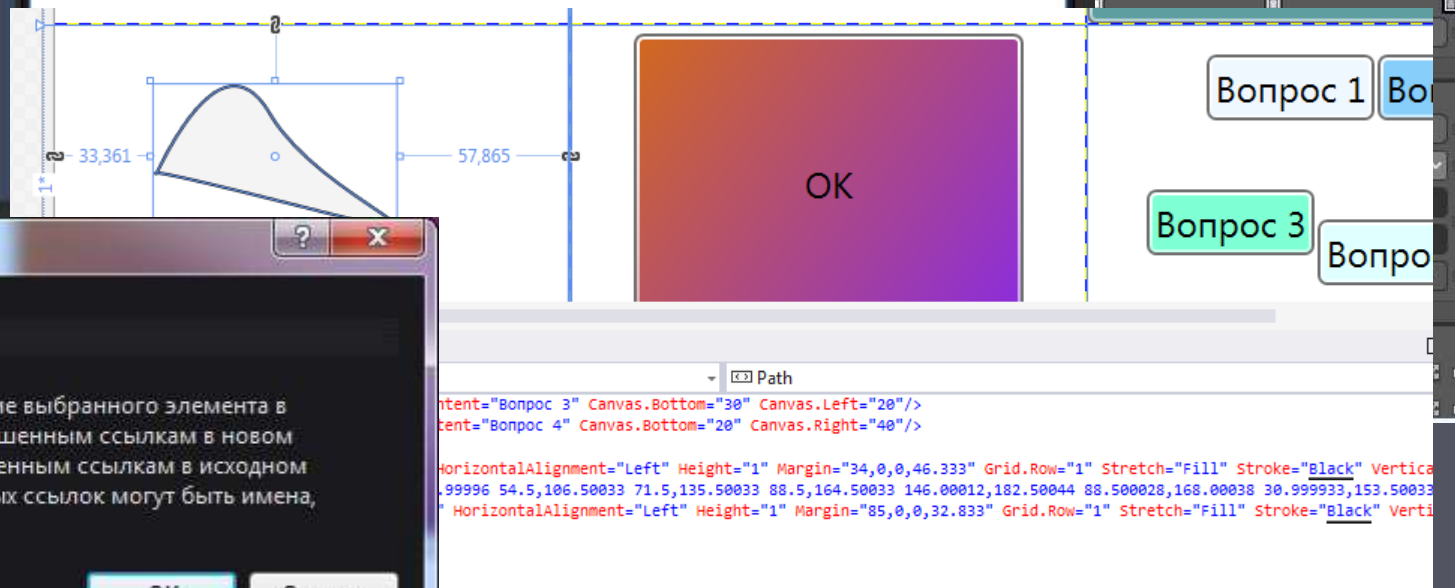 33,361
57,865
1*
OK
Вопрос 1
Вопрос 3
?
x
Path
ие выбранного элемента в
шенным ссылкам в новом
енным ссылкам в исходном
ых ссылок могут быть имена,
ntent="Вопрос 3" Canvas.Bottom="30" Canvas.Left="20"/>
tent="Вопрос 4" Canvas.Bottom="20" Canvas.Right="40"/>
HorizontalAlignment="Left" Height="1" Margin="34,0,0,46.333" Grid.Row="1" Stretch="Fill" Stroke="Black" Vertica
.99996 54.5,106.50033 71.5,135.50033 88.5,164.50033 146.00012,182.50044 88.500028,168.00038 30.999933,153.50033
" HorizontalAlignment="Left" Height="1" Margin="85,0,0,32.833" Grid.Row="1" Stretch="Fill" Stroke="Black" Verti